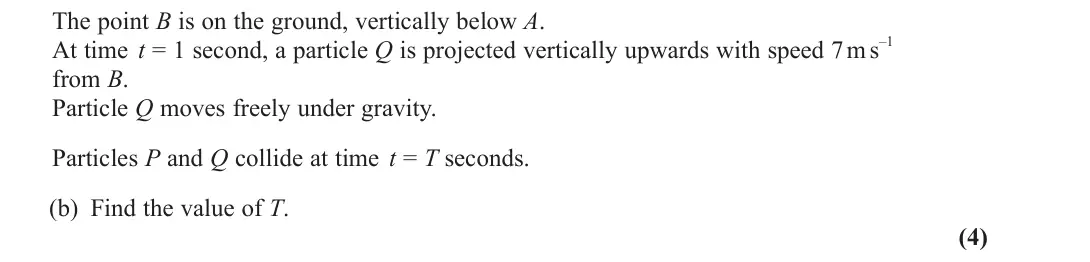 The point B is on the ground, vertically below A.
At time t = 1 second, a particle Q is projected vertically upwards with speed 7 m s⁻¹
from B.
Particle Q moves freely under gravity.
Particles P and Q collide at time t = T seconds.
(b) Find the value of T.
(4)